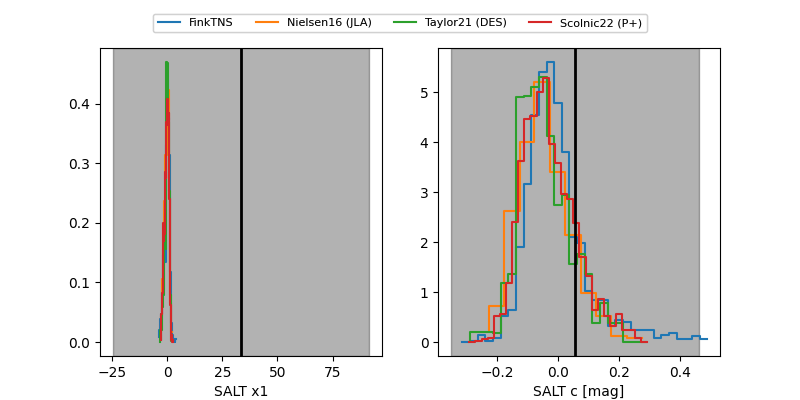 FinkTNS Nielsen16 (JLA) Taylor21 (DES) Scolnic22 (P+)
0.4
0.3
0.2
0.1
0.0
−25 0 25 50 75
SALT x1
5
4
3
2
1
0
−0.2 0.0 0.2 0.4
SALT c [mag]